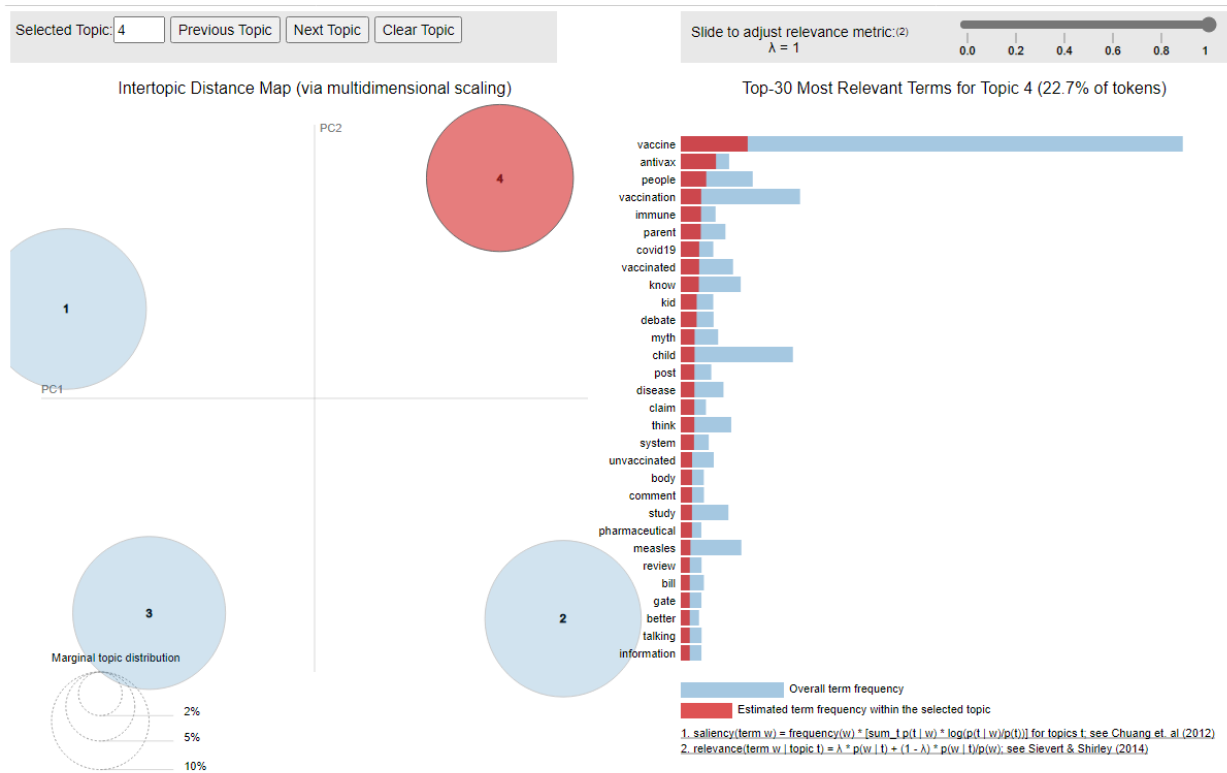 Selected Topic: 4 Previous Topic Next Topic Clear Topic
Slide to adjust relevance metric:(2)
λ = 1
0.0 0.2 0.4 0.6 0.8 1
Intertopic Distance Map (via multidimensional scaling)
PC2
PC1
4
1
3
2
Marginal topic distribution
2%
5%
10%
Top-30 Most Relevant Terms for Topic 4 (22.7% of tokens)
vaccine
antivax
people
vaccination
immune
parent
covid19
vaccinated
know
kid
debate
myth
child
post
disease
claim
think
system
unvaccinated
body
comment
study
pharmaceutical
measles
review
bill
gate
better
talking
information
Overall term frequency
Estimated term frequency within the selected topic
1. saliency(term w) = frequency(w) * [sum_t p(t | w) * log(p(t | w)/p(t))] for topics t; see Chuang et. al (2012)
2. relevance(term w | topic t) = λ * p(w | t) + (1 - λ) * p(w | t)/p(w); see Sievert & Shirley (2014)